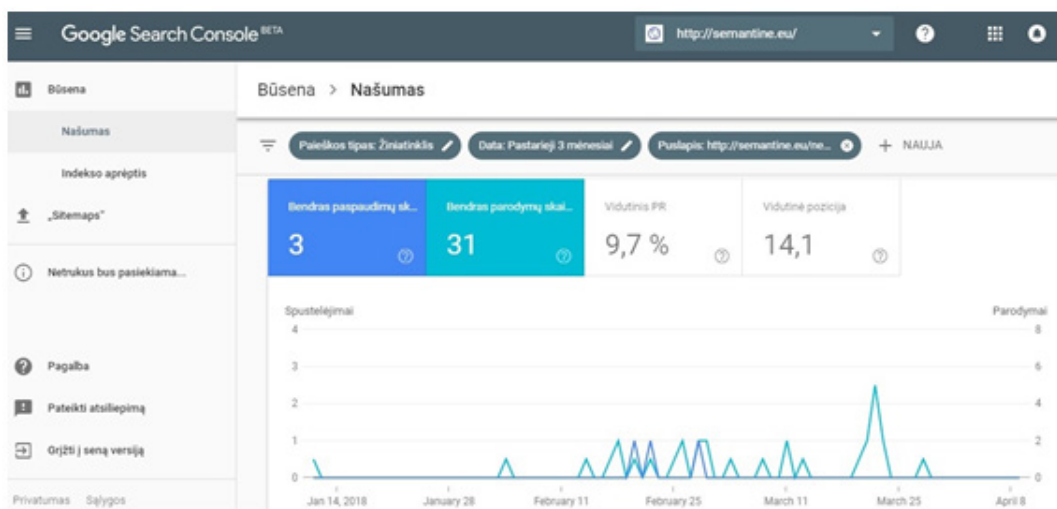 Google Search Console BETA
http://semantine.eu/
Būsena
Našumas
Indekso aprėptis
„Sitemaps“
Netrukus bus pasiekiama...
Pagalba
Pateikti atsiliepimą
Grįžti į seną versiją
Privatumas Sąlygos
Būsena > Našumas
Paieškos tipas: Žiniatinklis
Data: Pastarieji 3 mėnesiai
Puslapis: http://semantine.eu/ne...
+ NAUJA
Bendras paspaudimų sk...
3
Bendras parodymų skai...
31
Vidutinis PR
9,7 %
Vidutinė pozicija
14,1
Spustelėjimai
Parodymai
4
3
2
1
0
8
6
4
2
0
Jan 14, 2018 January 28 February 11 February 25 March 11 March 25 April 8